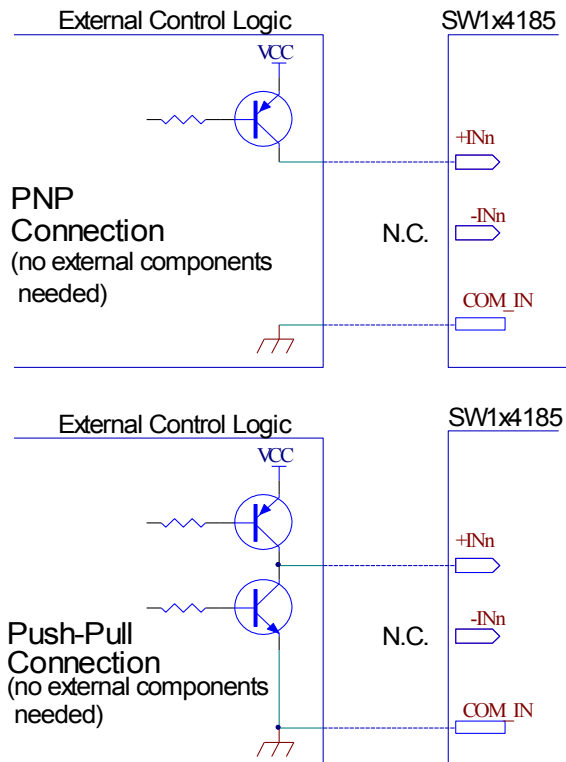 External Control Logic
SW1x4185
VCC
+INn
PNP
Connection
(no external components
needed)
-INn
N.C.
COM_IN
External Control Logic
SW1x4185
VCC
+INn
Push-Pull
Connection
(no external components
needed)
-INn
N.C.
COM_IN